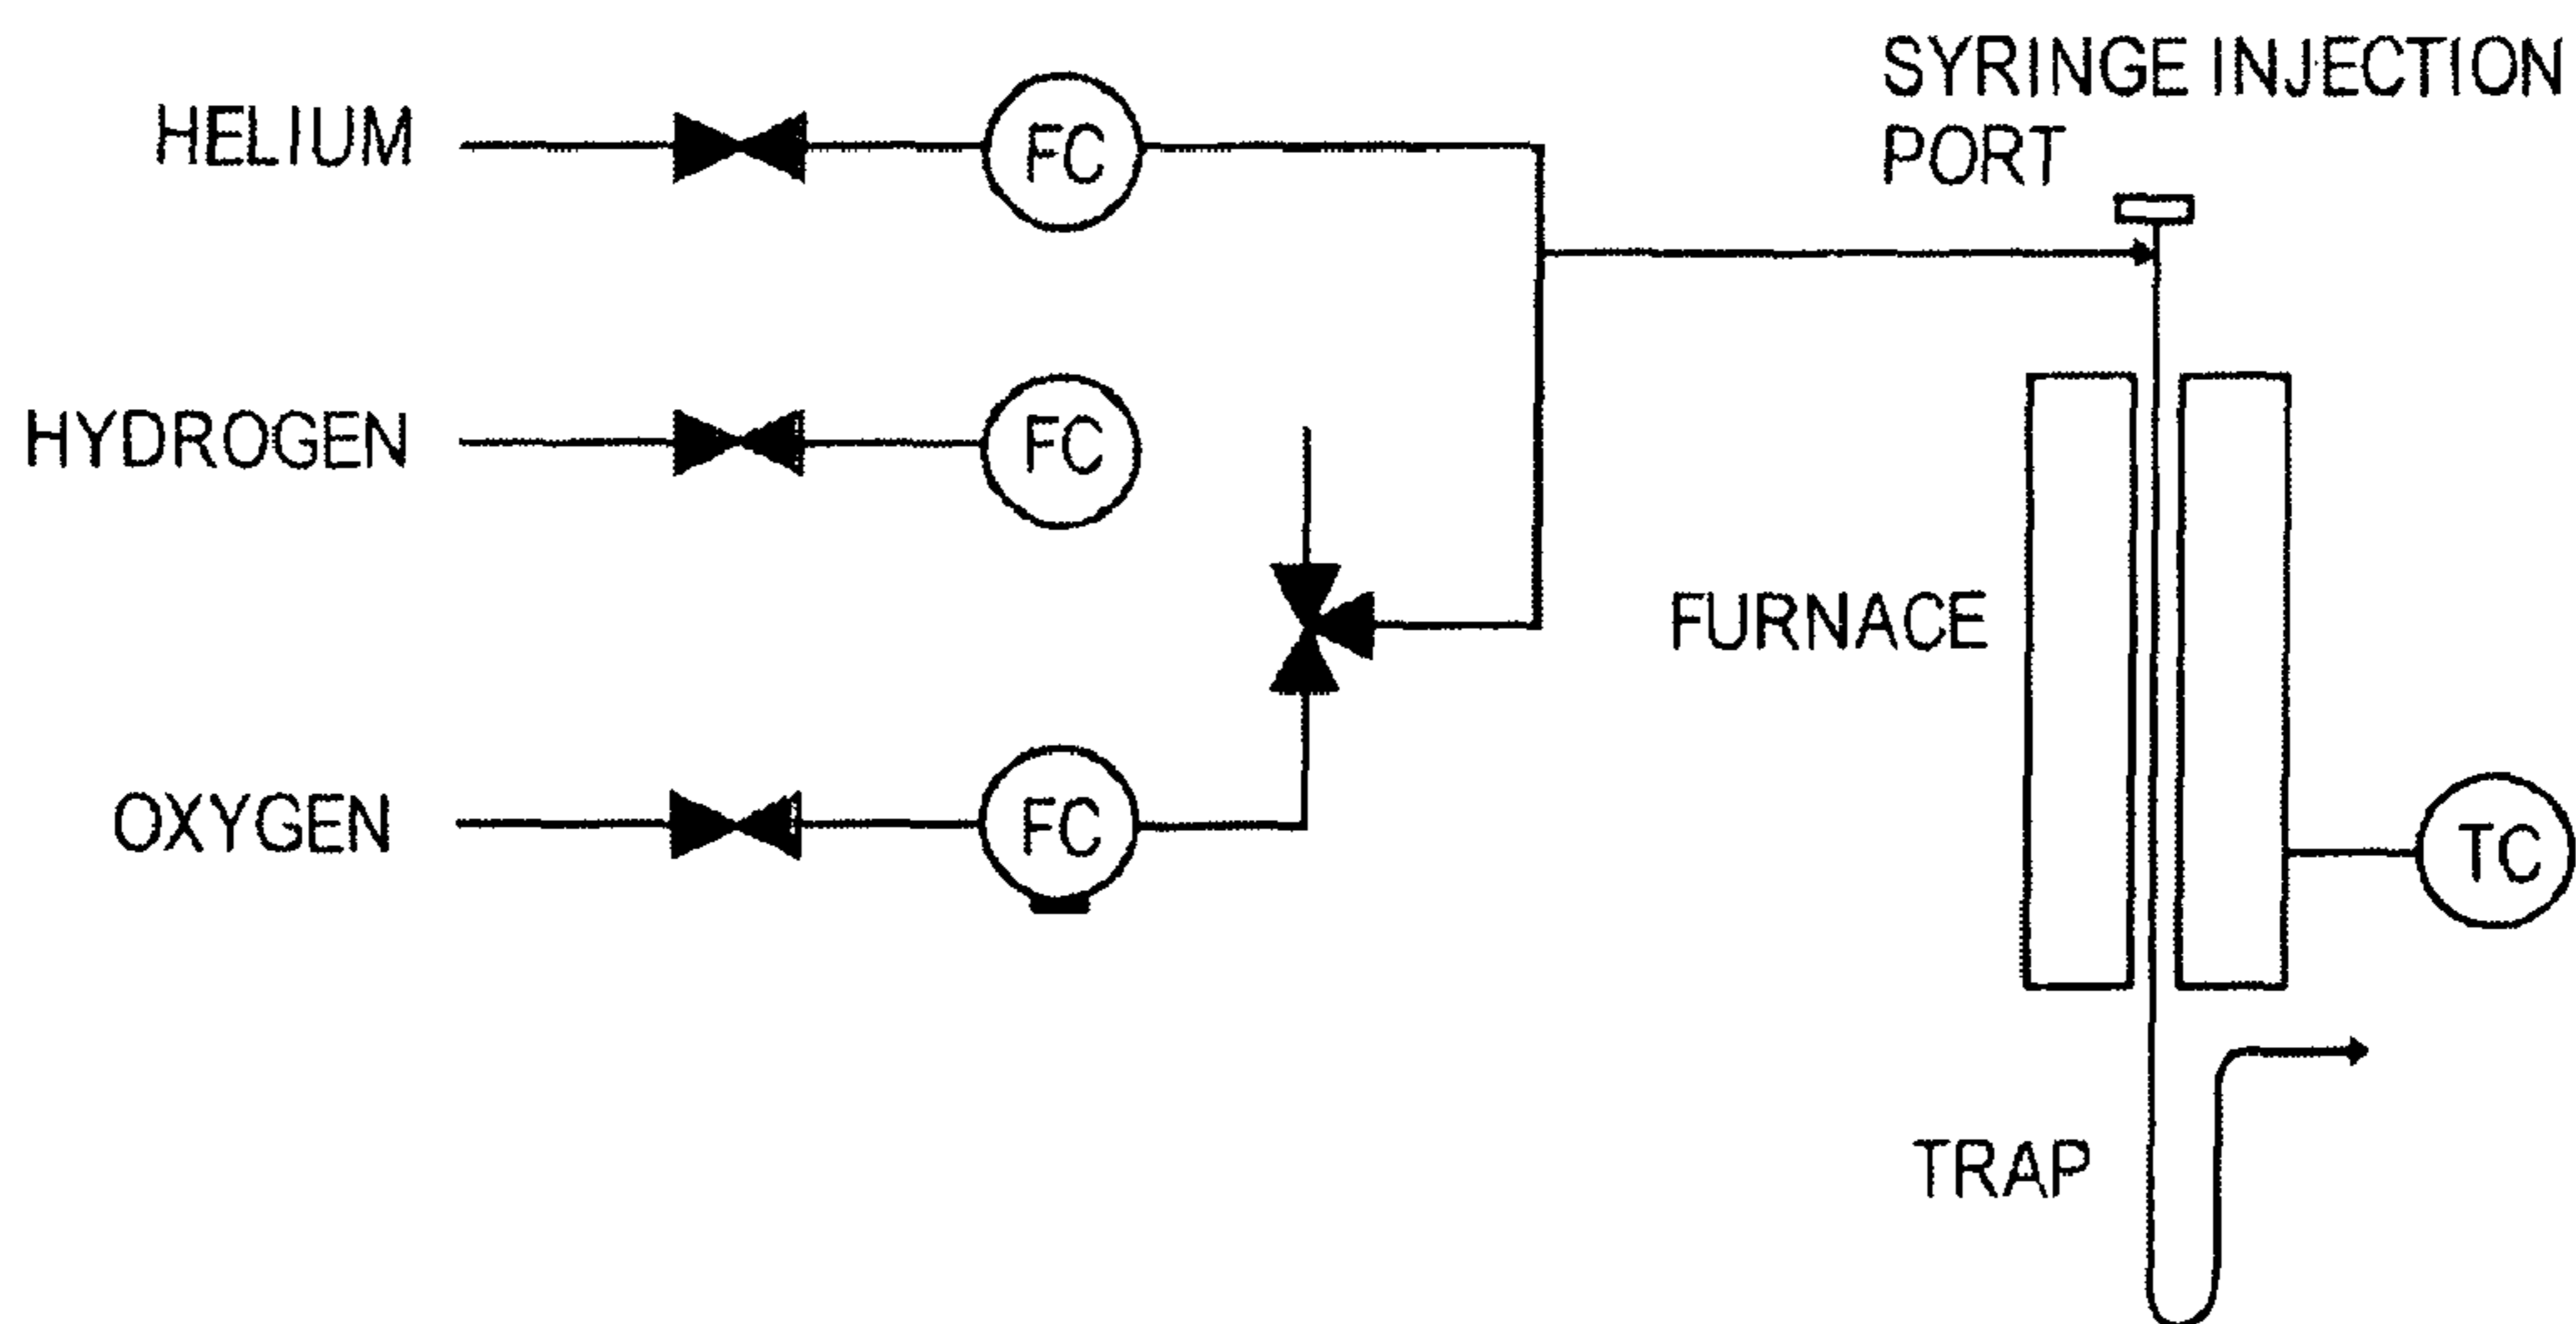 SYRINGE INJECTION
PORT
HELIUM
FC
HYDROGEN
FC
FURNACE
OXYGEN
FC
TC
TRAP